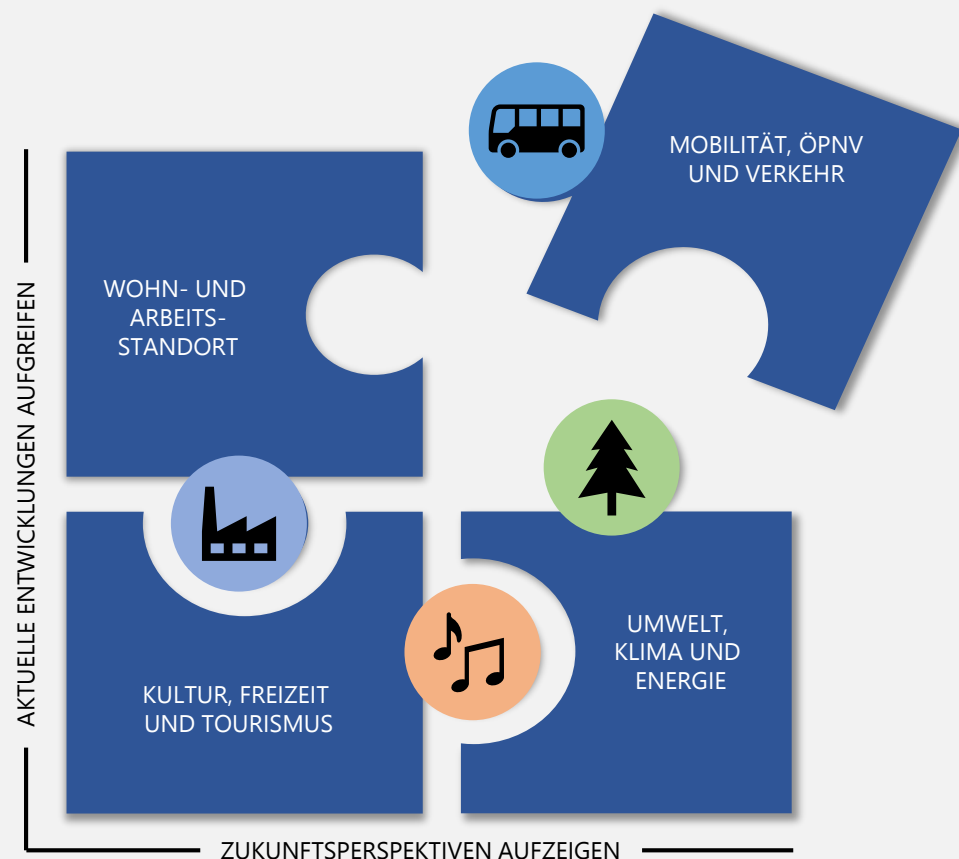 MOBILITÄT, ÖPNV
UND VERKEHR
WOHN- UND
ARBEITS-
STANDORT
AKTUELLE ENTWICKLUNGEN AUFGREIFEN
KULTUR, FREIZEIT
UND TOURISMUS
UMWELT,
KLIMA UND
ENERGIE
ZUKUNFTSPERSPEKTIVEN AUFZEIGEN